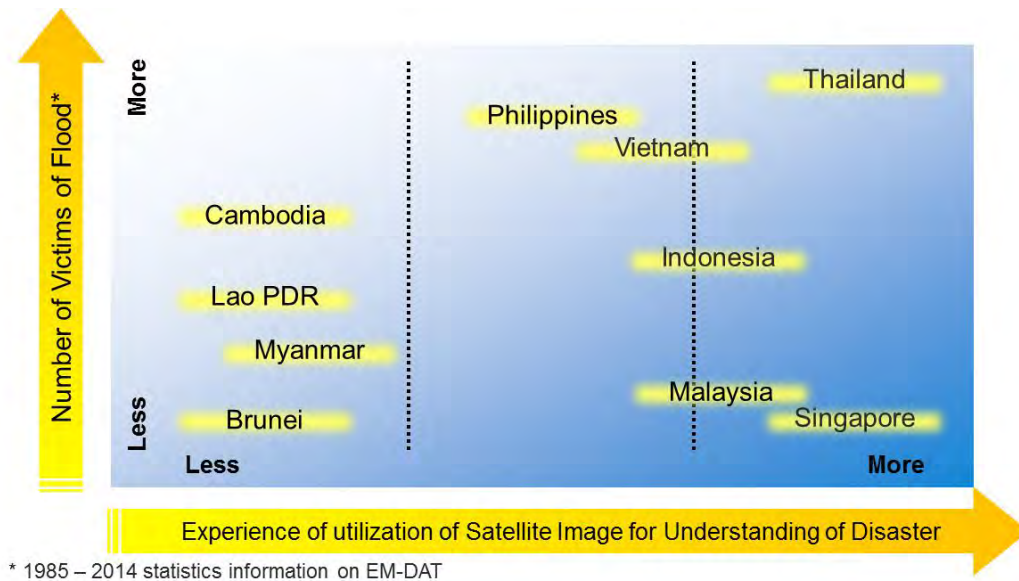 Number of Victims of Flood*
More
Less
Thailand
Philippines
Vietnam
Cambodia
Indonesia
Lao PDR
Myanmar
Malaysia
Brunei
Singapore
Less
More
Experience of utilization of Satellite Image for Understanding of Disaster
* 1985 – 2014 statistics information on EM-DAT